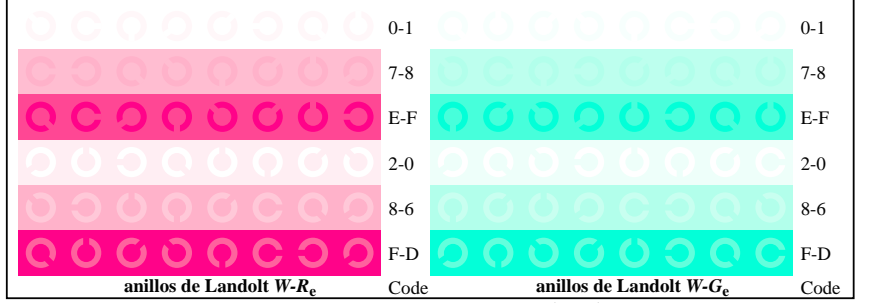 0-1 0-1
7-8 7-8
E-F E-F
2-0 2-0
8-6 8-6
F-D F-D
anillos de Landolt W-Re Code anillos de Landolt W-Ge Code